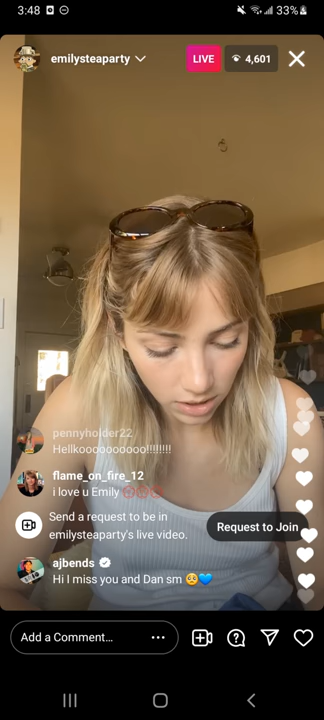 3:48 33%
emilysteaparty LIVE 4,601
pennyholder22
Hellkooooooooo!!!!!!!!
flame_on_fire_12
i love u Emily
Send a request to be in
emilysteaparty's live video.
Request to Join
ajbends
Hi I miss you and Dan sm 🥺💙
Add a Comment...